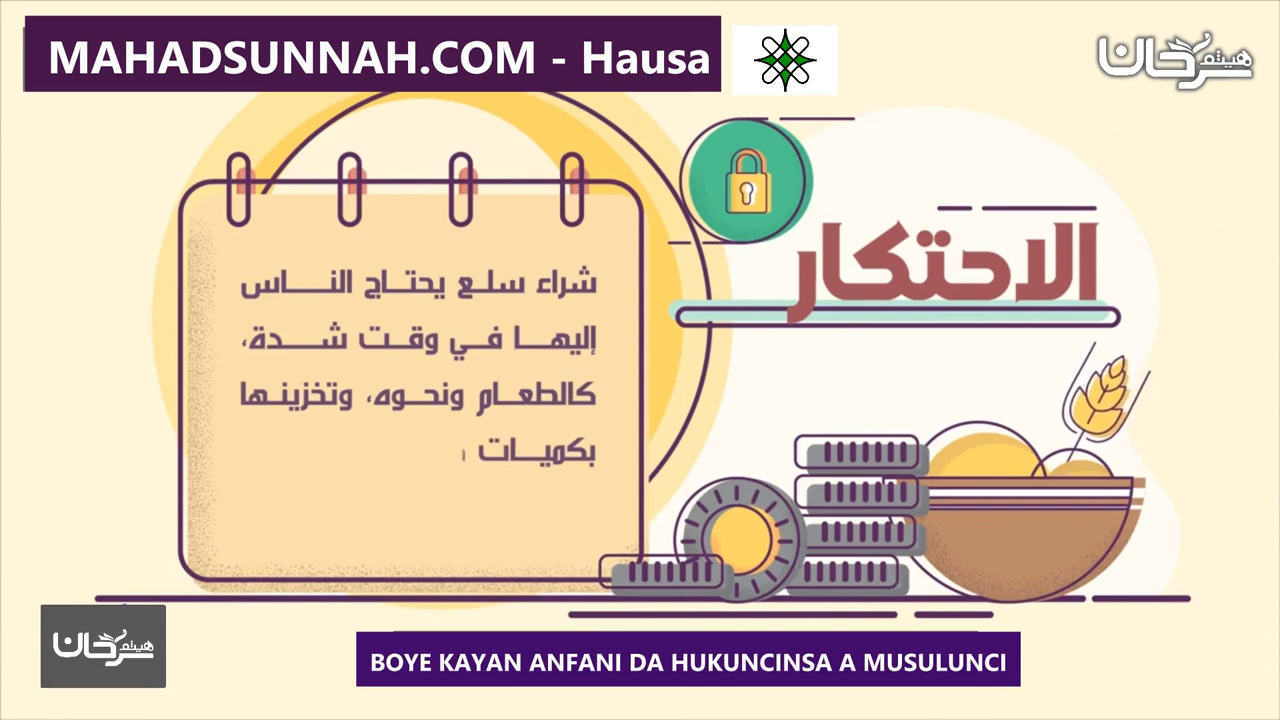 MAHADSUNNAH.COM - Hausa
هيثم سرحان
الاحتكار
شراء سلع يحتاج الناس
إليها في وقت شدة،
كالطعام ونحوه، وتخزينها
بكميات
هيثم سرحان
BOYE KAYAN ANFANI DA HUKUNCINSA A MUSULUNCI